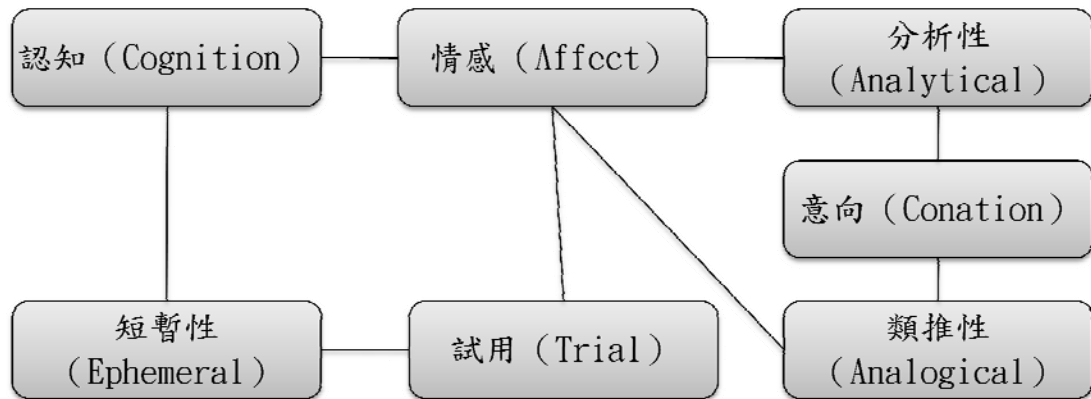 認知（Cognition）
情感（Affect）
分析性
（Analytical）
意向（Conation）
短暫性
（Ephemeral）
試用（Trial）
類推性
（Analogical）